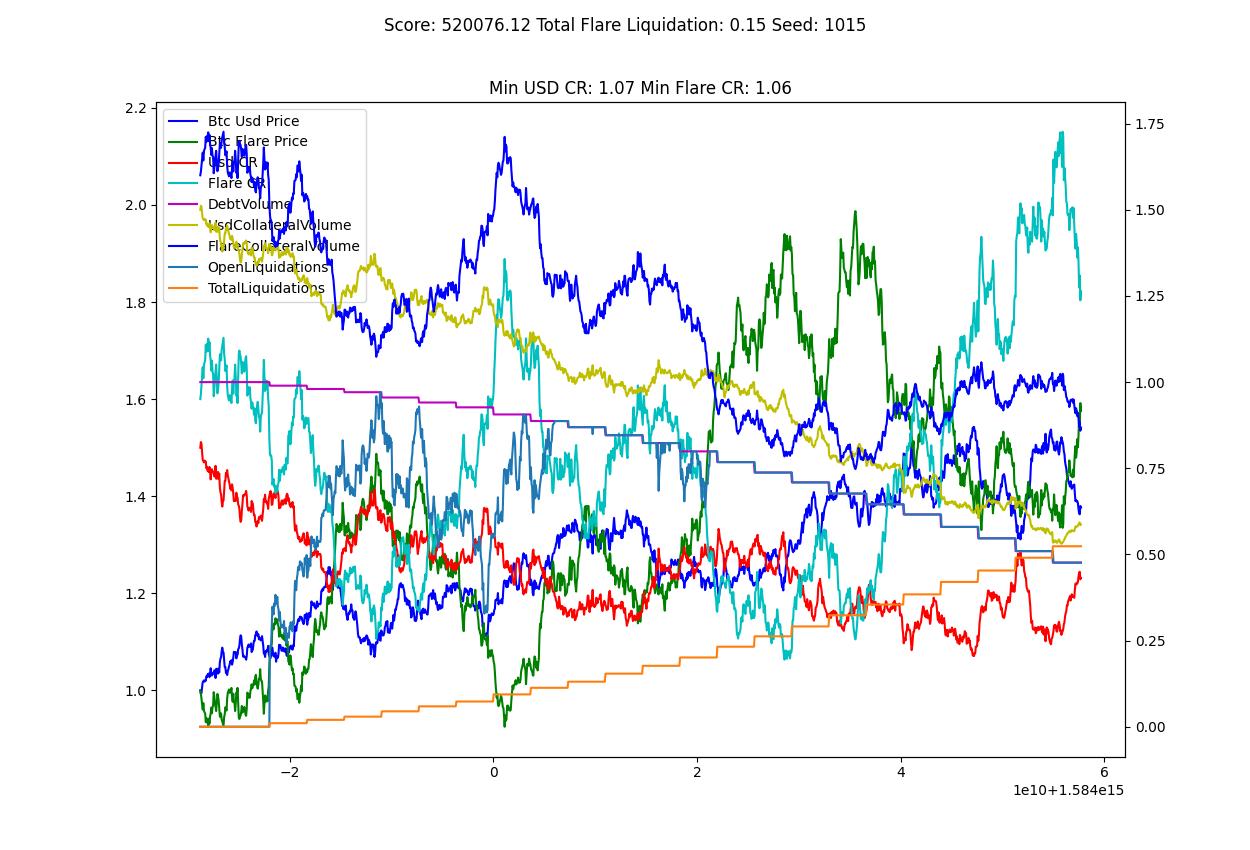 Score: 520076.12 Total Flare Liquidation: 0.15 Seed: 1015
Min USD CR: 1.07 Min Flare CR: 1.06
Btc Usd Price
Btc Flare Price
Usd CR
Flare CR
DebtVolume
UsdCollateralVolume
FlareCollateralVolume
OpenLiquidations
TotalLiquidations
2.2
2.0
1.8
1.6
1.4
1.2
1.0
1.75
1.50
1.25
1.00
0.75
0.50
0.25
0.00
−2 0 2 4 6
1e10+1.584e15